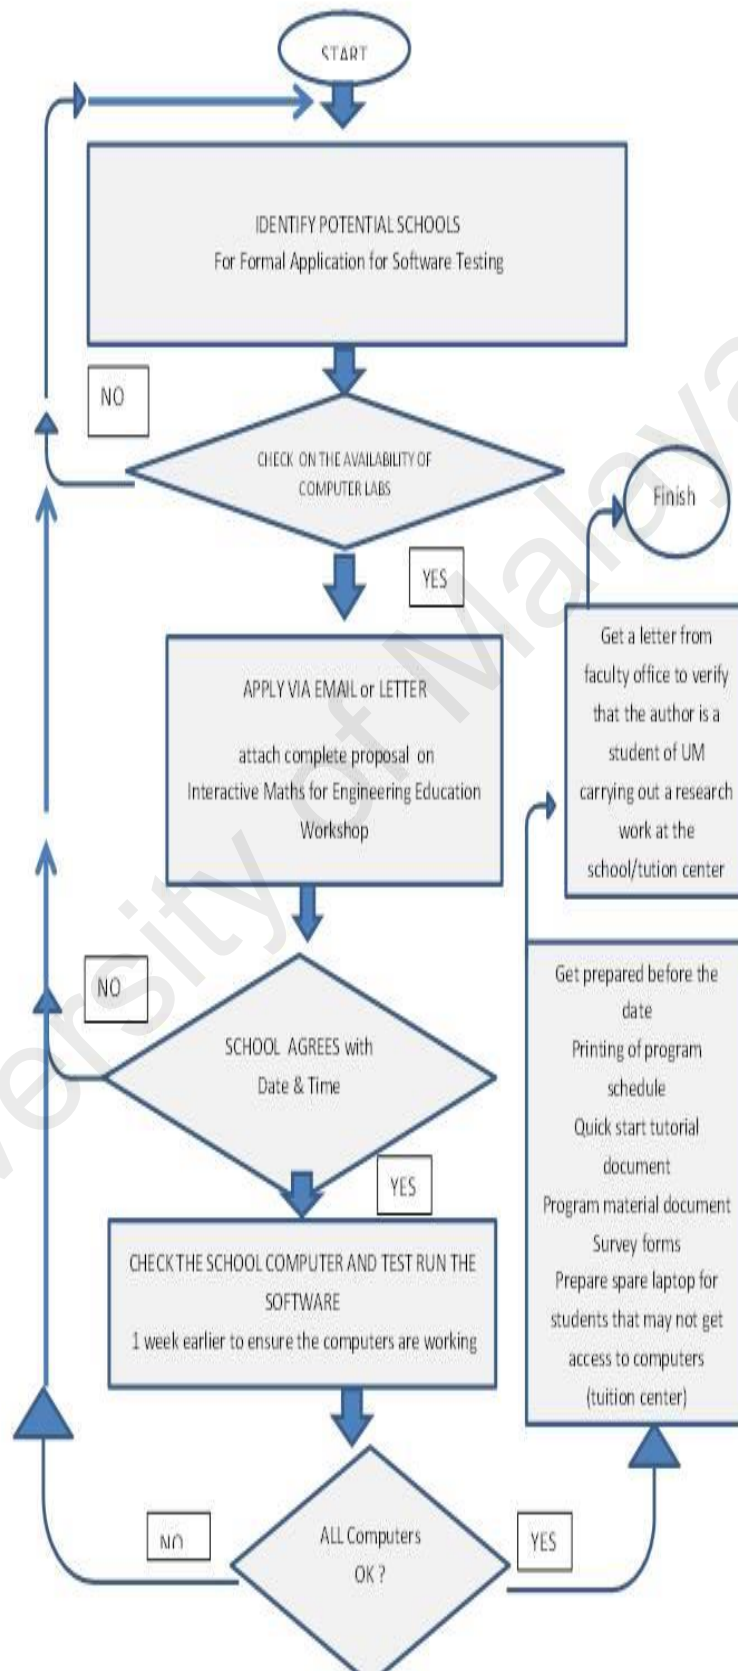 START
IDENTIFY POTENTIAL SCHOOLS
For Formal Application for Software Testing
NO
CHECK ON THE AVAILABILITY OF
COMPUTER LABS
YES
APPLY VIA EMAIL or LETTER
attach complete proposal on
Interactive Maths for Engineering Education
Workshop
NO
SCHOOL AGREES with
Date & Time
YES
CHECK THE SCHOOL COMPUTER AND TEST RUN THE
SOFTWARE
1 week earlier to ensure the computers are working
NO
ALL Computers
OK ?
YES
Get prepared before the
date
Printing of program
schedule
Quick start tutorial
document
Program material document
Survey forms
Prepare spare laptop for
students that may not get
access to computers
(tuition center)
Get a letter from
faculty office to verify
that the author is a
student of UM
carrying out a research
work at the
school/tution center
Finish
of Malaya